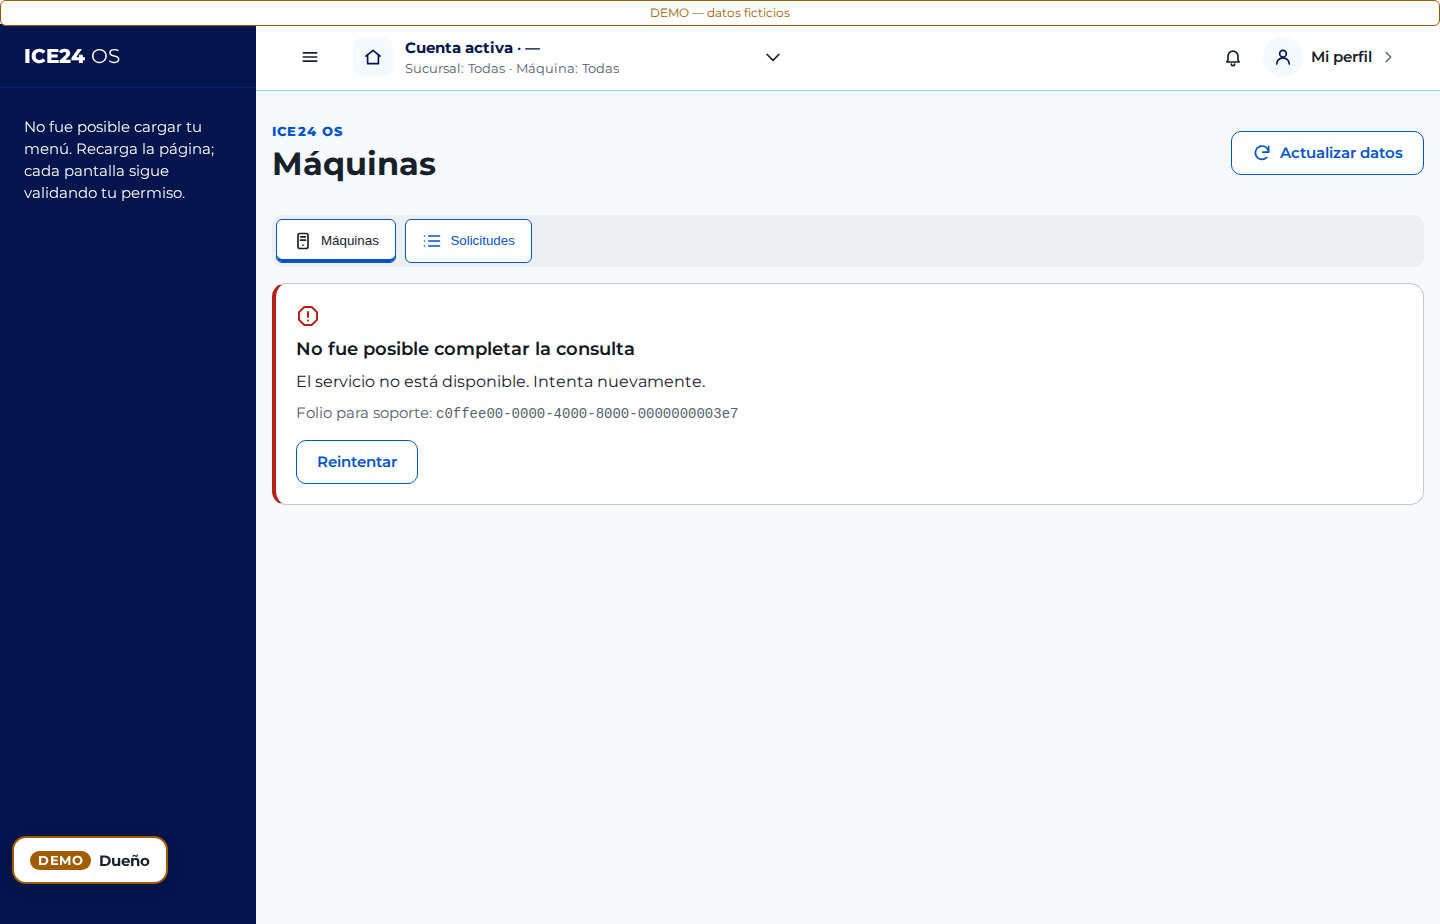 DEMO — datos ficticios
ICE24 OS
Cuenta activa · —
Sucursal: Todas · Máquina: Todas
Mi perfil
No fue posible cargar tu
menú. Recarga la página;
cada pantalla sigue
validando tu permiso.
ICE24 OS
Máquinas
Actualizar datos
Máquinas
Solicitudes
No fue posible completar la consulta
El servicio no está disponible. Intenta nuevamente.
Folio para soporte: c0ffee00-0000-4000-8000-0000000003e7
Reintentar
DEMO Dueño